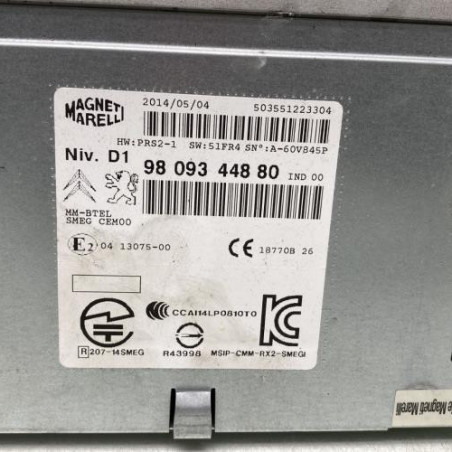 MAGNETI
MARELLI
2014/05/04 503551223304
HW:PRS2-1 SW:51FR4 SN°:A-60V845P
Niv. D1 98 093 448 80 IND 00
MM-BTEL
SMEG CEM00
E2 04 13075-00
CE 18770B 26
CCAI14LP0810T0
R 207-14SMEG
R43998 MSIP-CMM-RX2-SMEGI
e Magneti Marelli